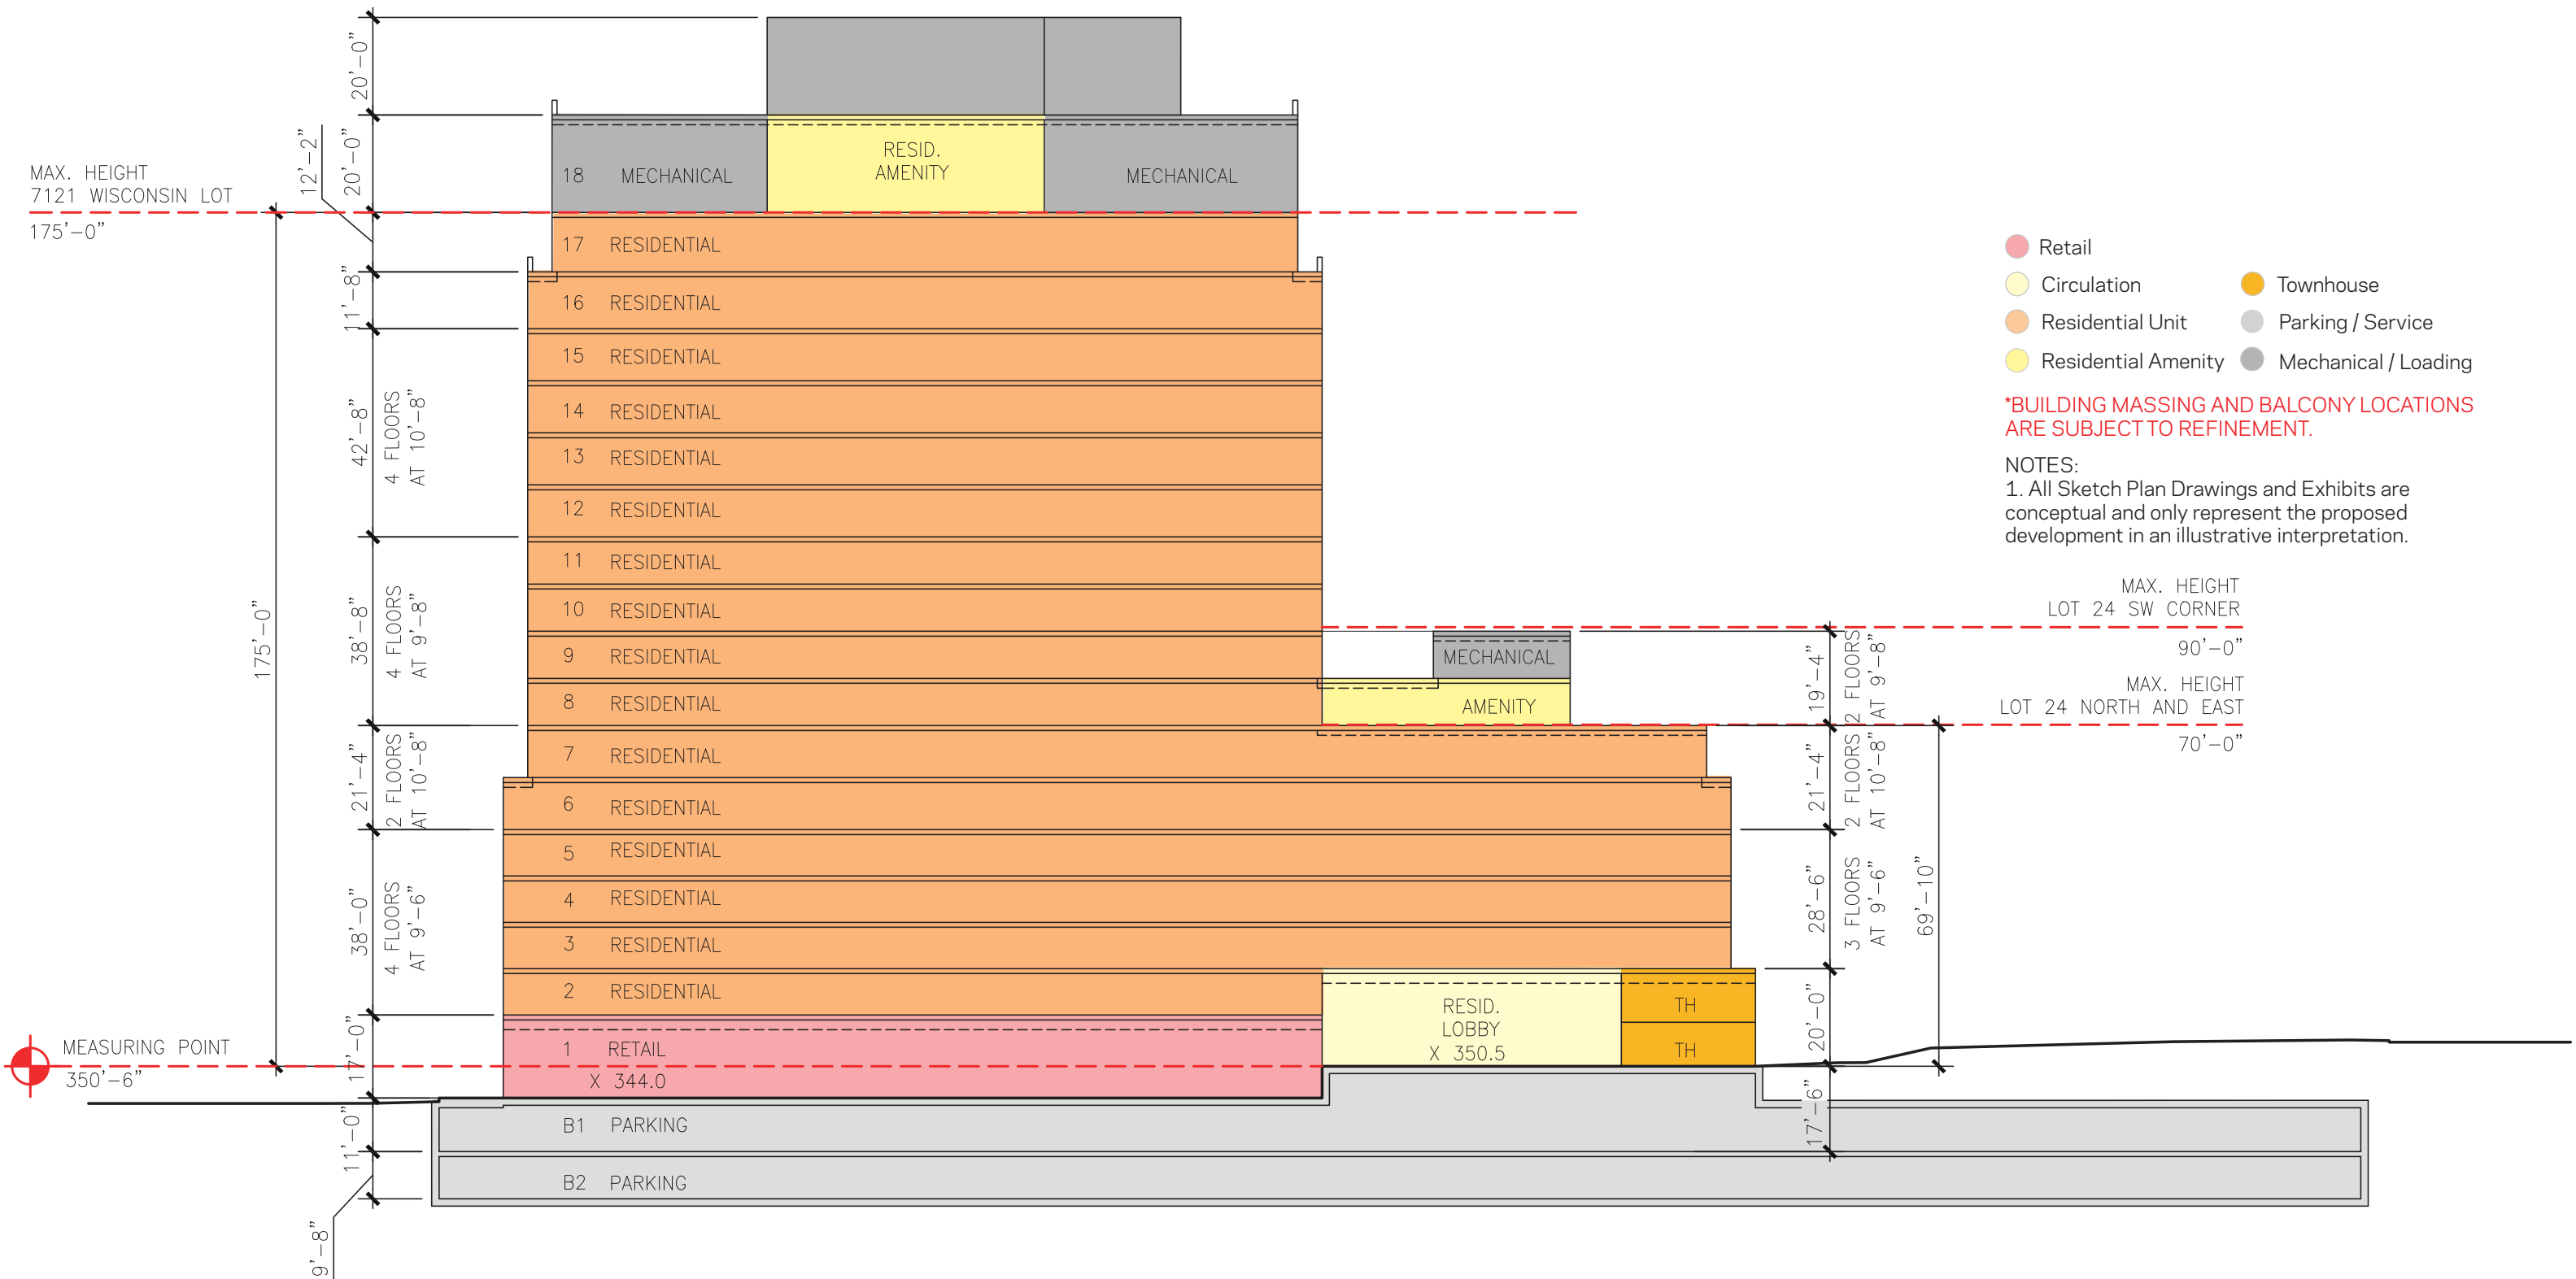 20'-0"
12'-2"
20'-0"
MAX. HEIGHT
7121 WISCONSIN LOT
175'-0"
11'-8"
42'-8"
4 FLOORS
AT 10'-8"
175'-0"
38'-8"
4 FLOORS
AT 9'-8"
21'-4"
2 FLOORS
AT 10'-8"
38'-0"
4 FLOORS
AT 9'-6"
17'-0"
MEASURING POINT
350'-6"
11'-0"
9'-8"
18 MECHANICAL
RESID.
AMENITY
MECHANICAL
17 RESIDENTIAL
16 RESIDENTIAL
15 RESIDENTIAL
14 RESIDENTIAL
13 RESIDENTIAL
12 RESIDENTIAL
11 RESIDENTIAL
10 RESIDENTIAL
9 RESIDENTIAL
8 RESIDENTIAL
7 RESIDENTIAL
6 RESIDENTIAL
5 RESIDENTIAL
4 RESIDENTIAL
3 RESIDENTIAL
2 RESIDENTIAL
1 RETAIL
X 344.0
B1 PARKING
B2 PARKING
MECHANICAL
AMENITY
RESID.
LOBBY
X 350.5
TH
TH
19'-4"
2 FLOORS
AT 9'-8"
21'-4"
2 FLOORS
AT 10'-8"
28'-6"
3 FLOORS
AT 9'-6"
69'-10"
20'-0"
17'-6"
Retail
Circulation
Residential Unit
Residential Amenity
Townhouse
Parking / Service
Mechanical / Loading
*BUILDING MASSING AND BALCONY LOCATIONS
ARE SUBJECT TO REFINEMENT.
NOTES:
1. All Sketch Plan Drawings and Exhibits are
conceptual and only represent the proposed
development in an illustrative interpretation.
MAX. HEIGHT
LOT 24 SW CORNER
90'-0"
MAX. HEIGHT
LOT 24 NORTH AND EAST
70'-0"